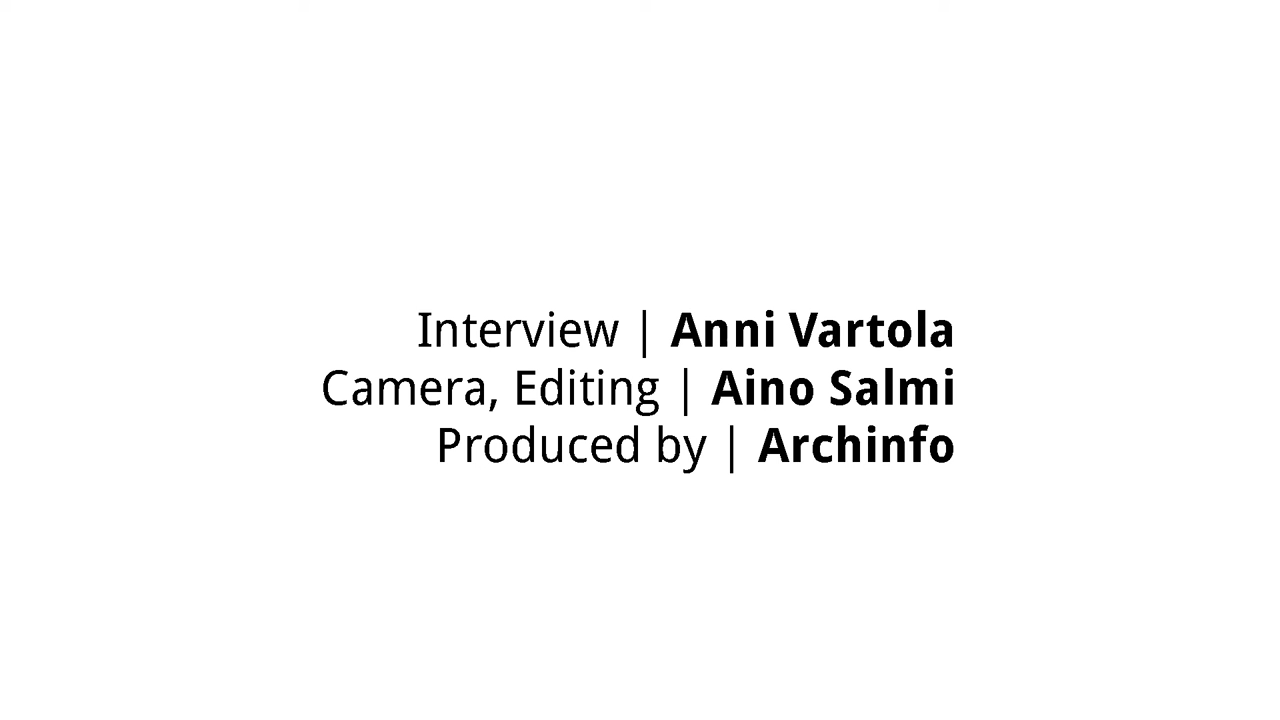 Interview | Anni Vartola
Camera, Editing | Aino Salmi
Produced by | Archinfo